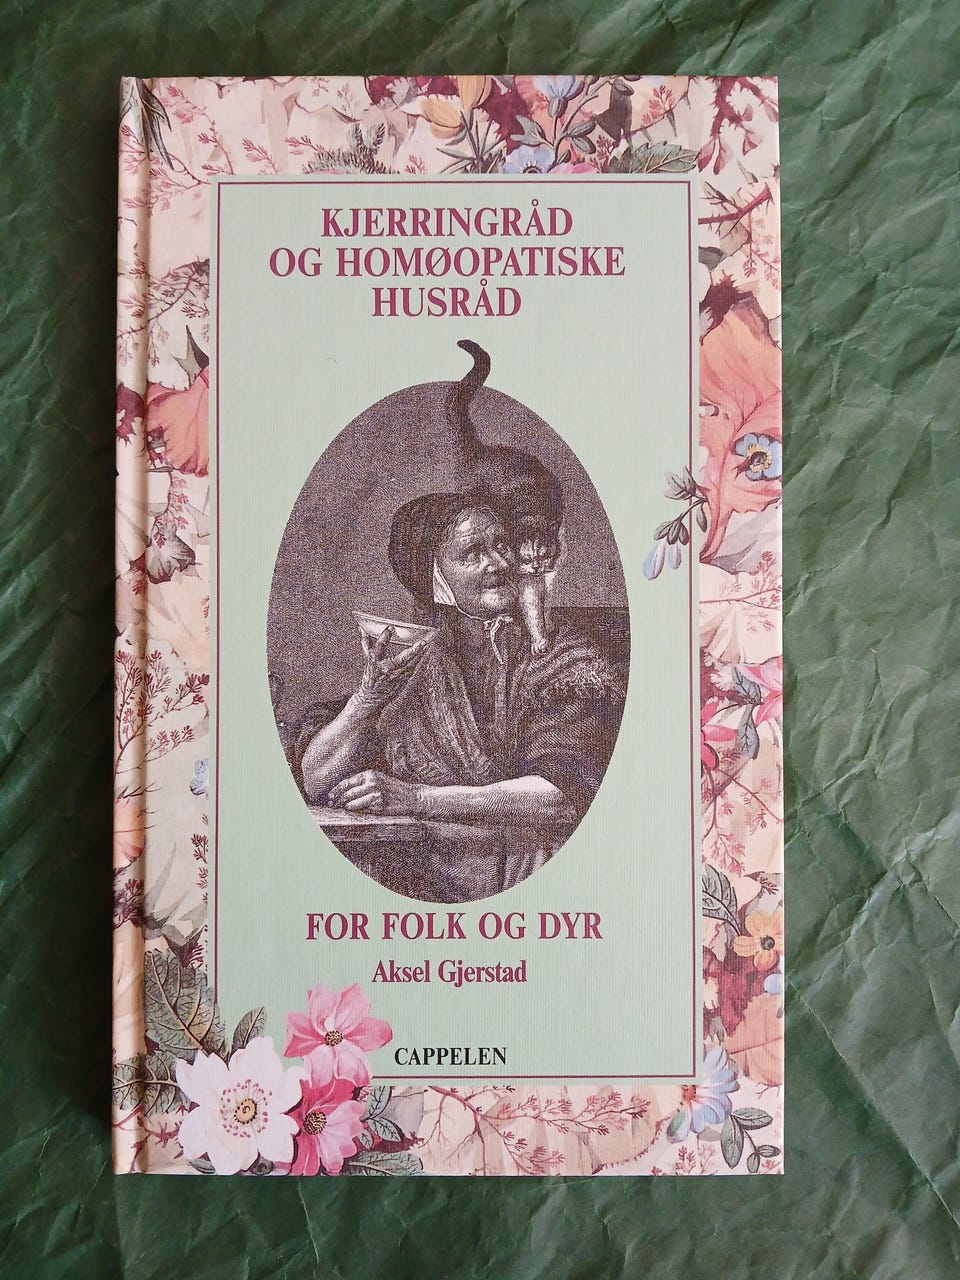 KJERRINGRÅD
OG HOMØOPATISKE
HUSRÅD
FOR FOLK OG DYR
Aksel Gjerstad
CAPPELEN